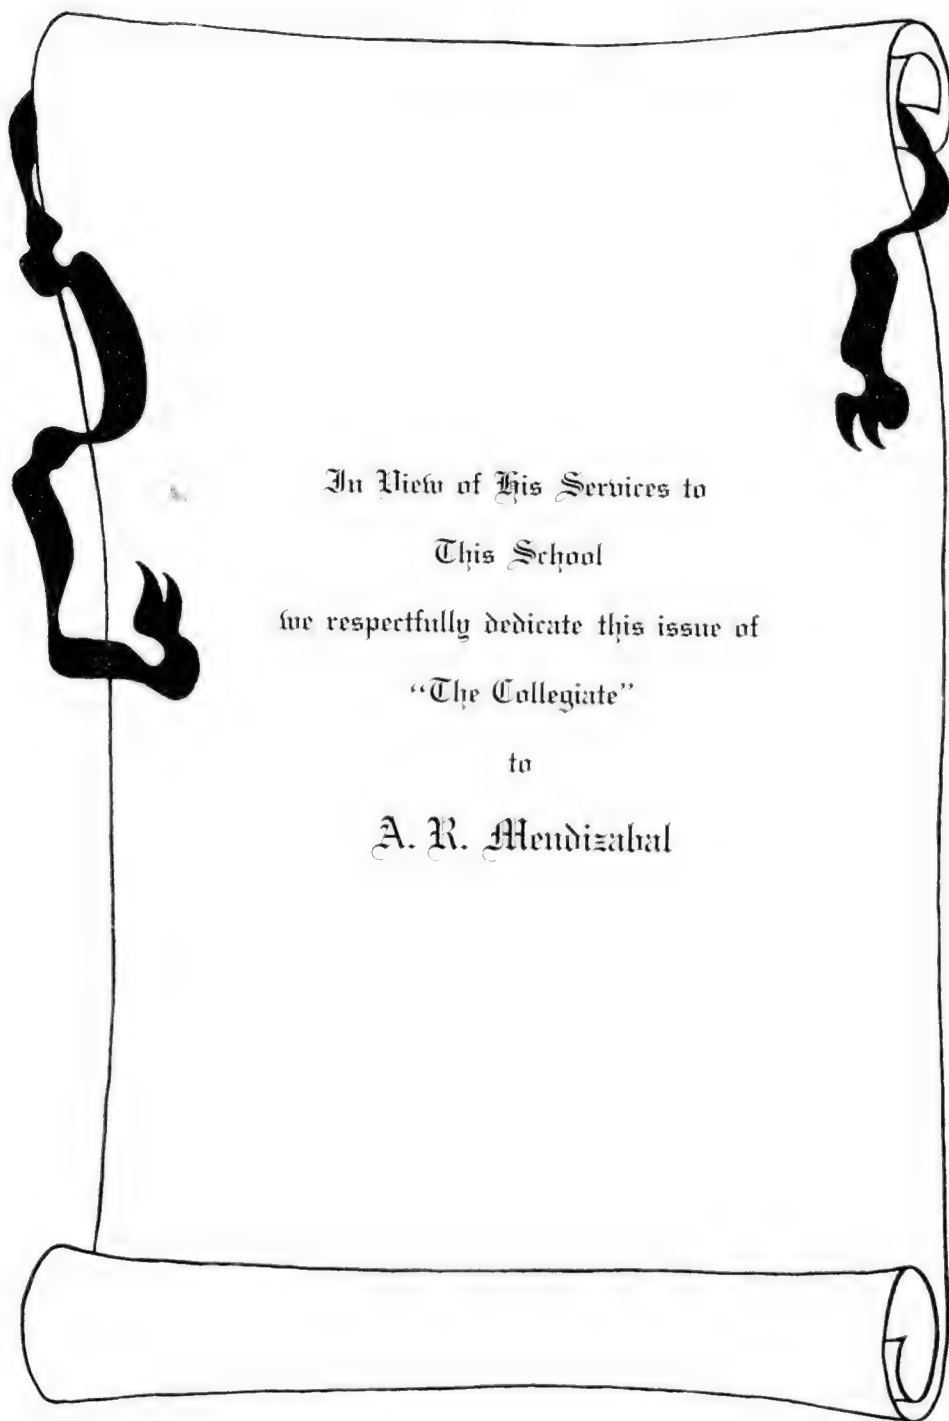 In View of His Services to
This School
we respectfully dedicate this issue of
“The Collegiate”
to
A. R. Mendizabal